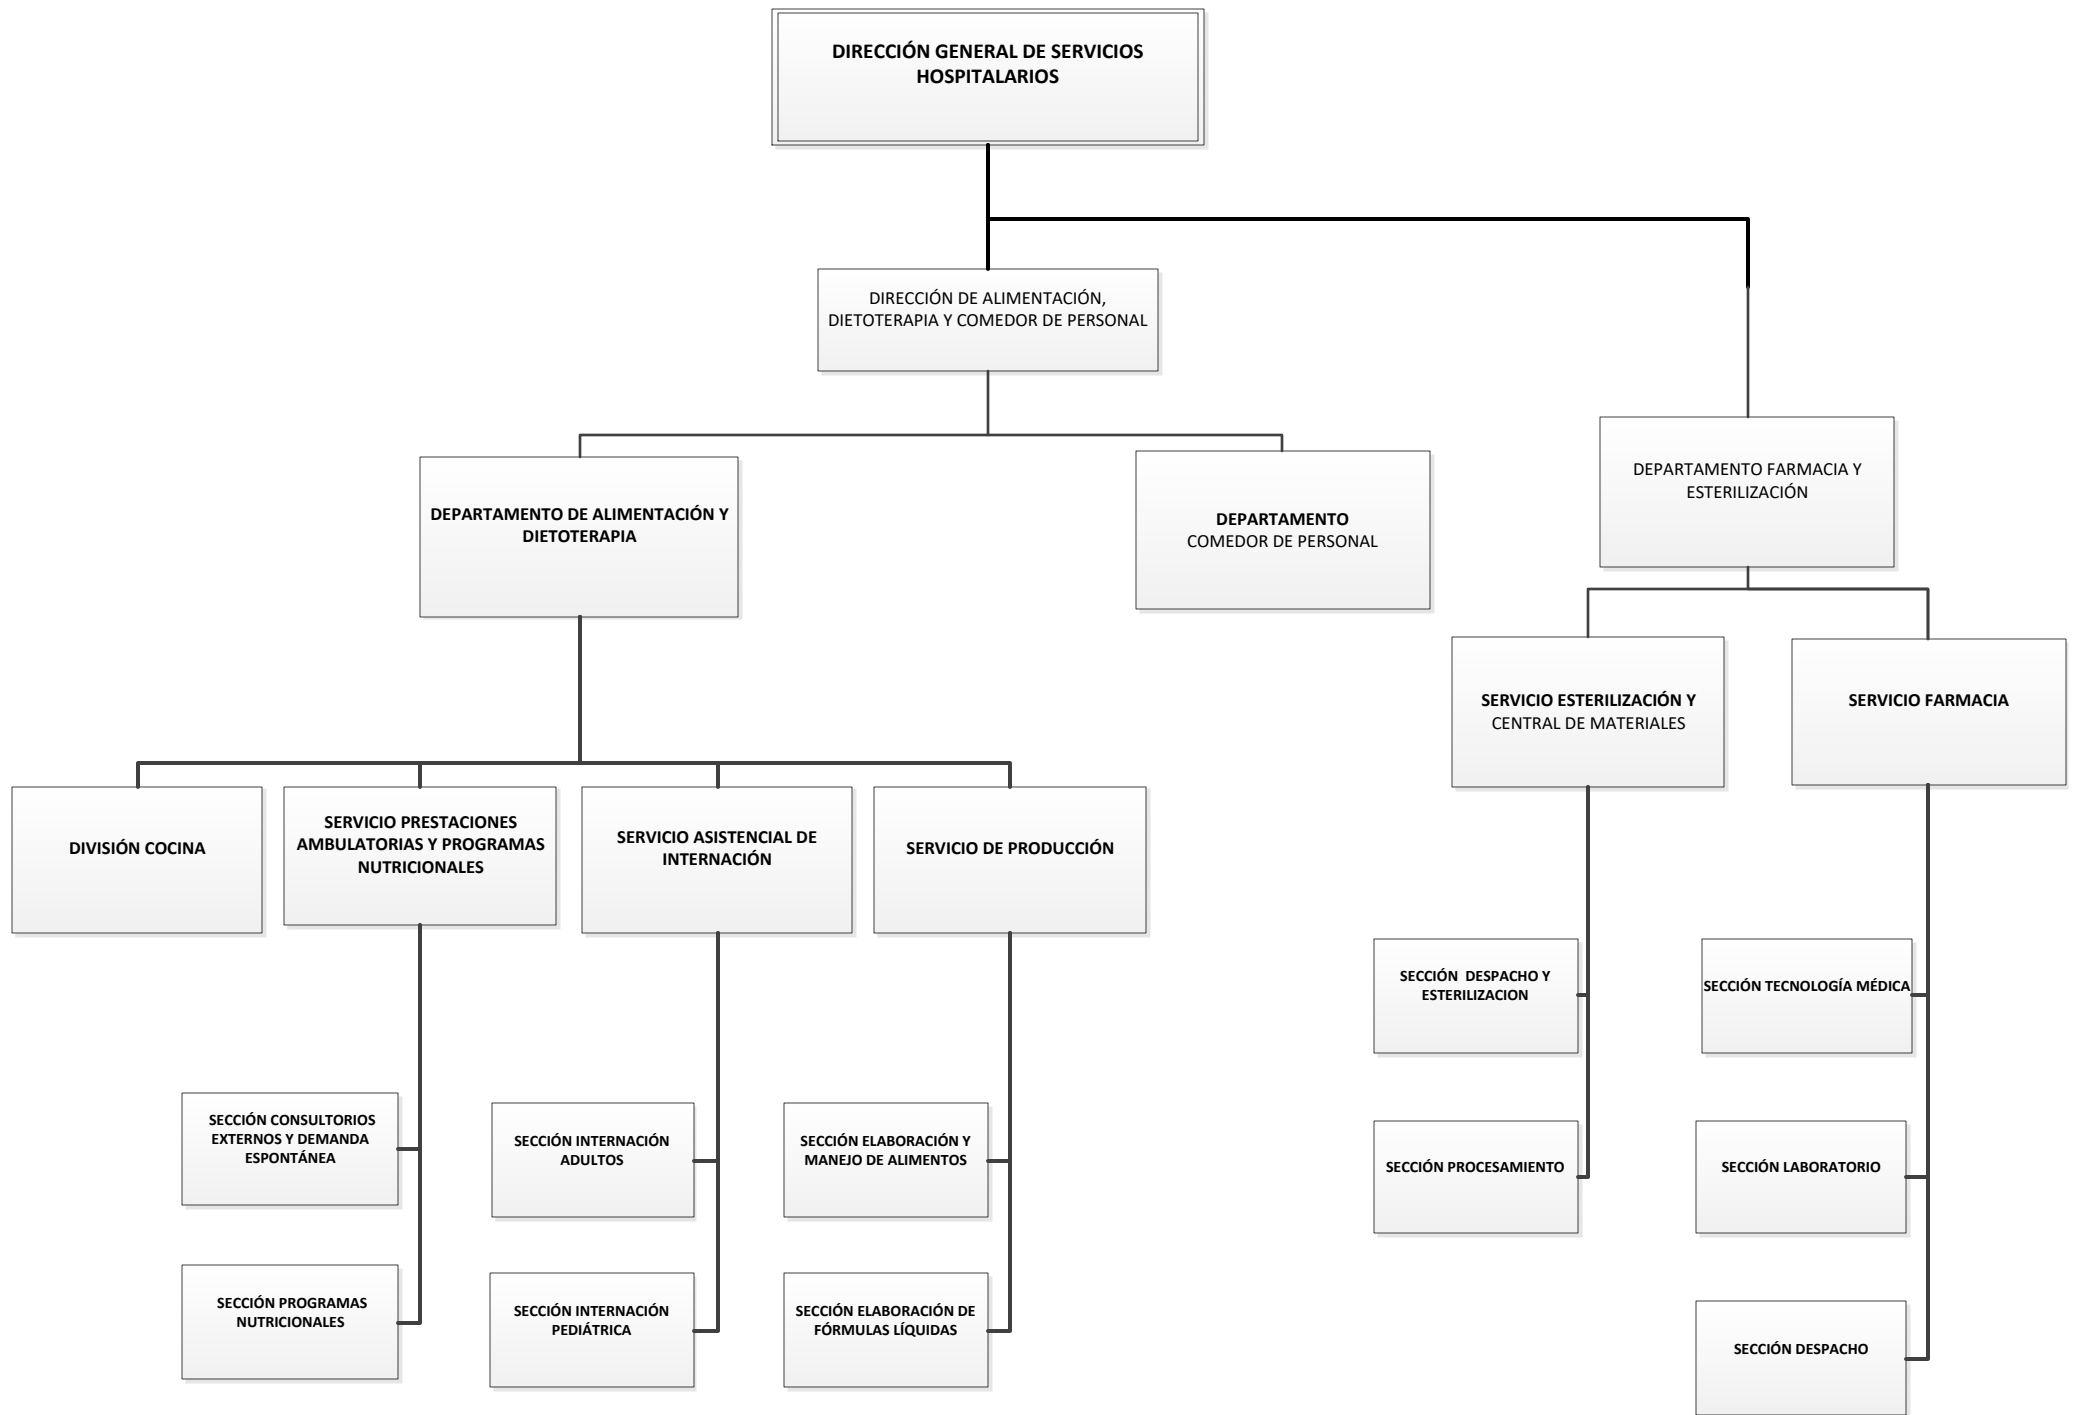 DIRECCIÓN GENERAL DE SERVICIOS
HOSPITALARIOS
DIRECCIÓN DE ALIMENTACIÓN,
DIETOTERAPIA Y COMEDOR DE PERSONAL
DEPARTAMENTO DE ALIMENTACIÓN Y
DIETOTERAPIA
DEPARTAMENTO
COMEDOR DE PERSONAL
DEPARTAMENTO FARMACIA Y
ESTERILIZACIÓN
SERVICIO ESTERILIZACIÓN Y
CENTRAL DE MATERIALES
SERVICIO FARMACIA
DIVISIÓN COCINA
SERVICIO PRESTACIONES
AMBULATORIAS Y PROGRAMAS
NUTRICIONALES
SERVICIO ASISTENCIAL DE
INTERNACIÓN
SERVICIO DE PRODUCCIÓN
SECCIÓN  DESPACHO Y
ESTERILIZACION
SECCIÓN TECNOLOGÍA MÉDICA
SECCIÓN CONSULTORIOS
EXTERNOS Y DEMANDA
ESPONTÁNEA
SECCIÓN INTERNACIÓN
ADULTOS
SECCIÓN ELABORACIÓN Y
MANEJO DE ALIMENTOS
SECCIÓN PROCESAMIENTO
SECCIÓN LABORATORIO
SECCIÓN PROGRAMAS
NUTRICIONALES
SECCIÓN INTERNACIÓN
PEDIÁTRICA
SECCIÓN ELABORACIÓN DE
FÓRMULAS LÍQUIDAS
SECCIÓN DESPACHO